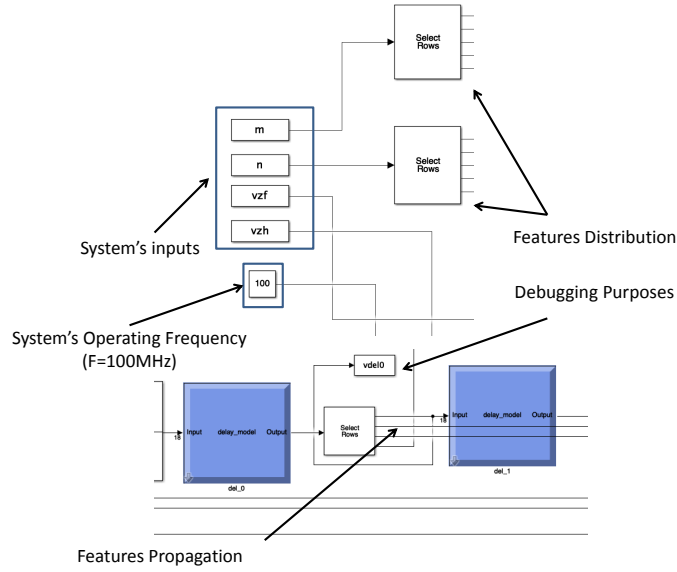 Select
Rows
m
n
Select
Rows
vzf
vzh
System's inputs
Features Distribution
100
Debugging Purposes
System's Operating Frequency
(F=100MHz)
vdel0
18
Input
delay_model
Output
Select
Rows
18
Input
delay_model
Output
del_0
del_1
Features Propagation